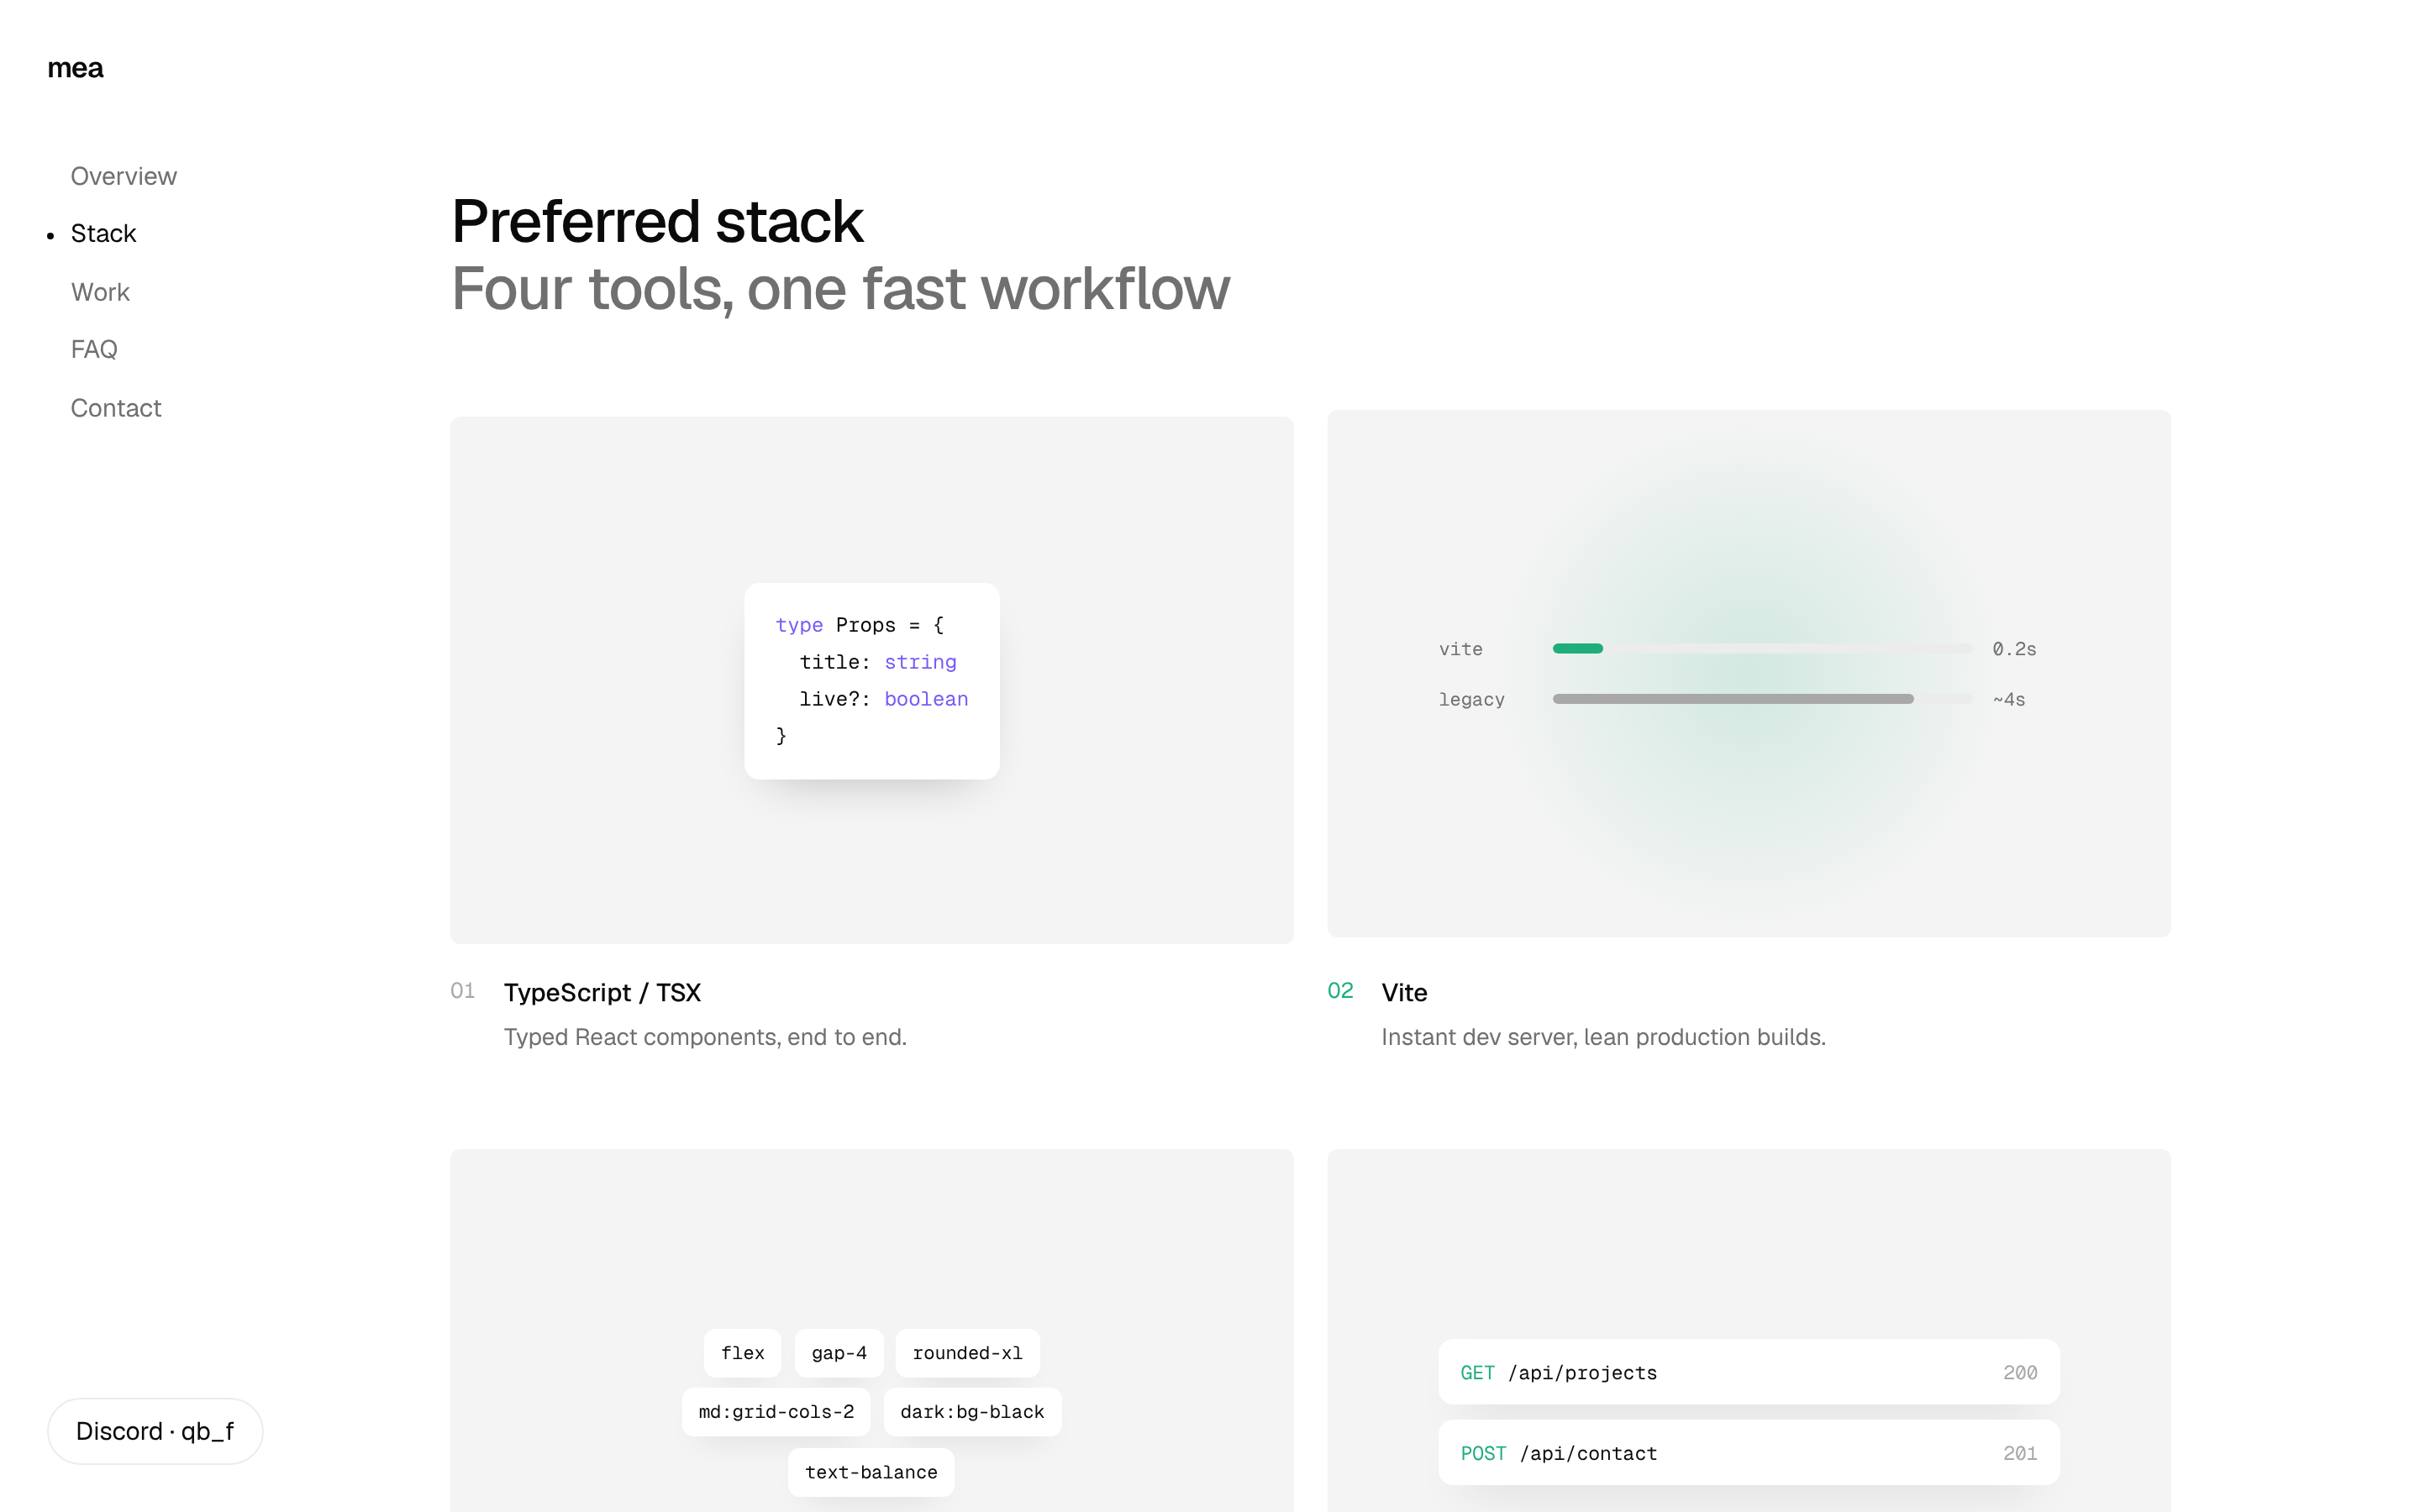 mea
Overview
Stack
Work
FAQ
Contact
Discord · qb_f
Preferred stack
Four tools, one fast workflow
type Props = {
  title: string
  live?: boolean
}
01 TypeScript / TSX
Typed React components, end to end.
vite 0.2s
legacy ~4s
02 Vite
Instant dev server, lean production builds.
flex gap-4 rounded-xl
md:grid-cols-2 dark:bg-black
text-balance
GET /api/projects 200
POST /api/contact 201